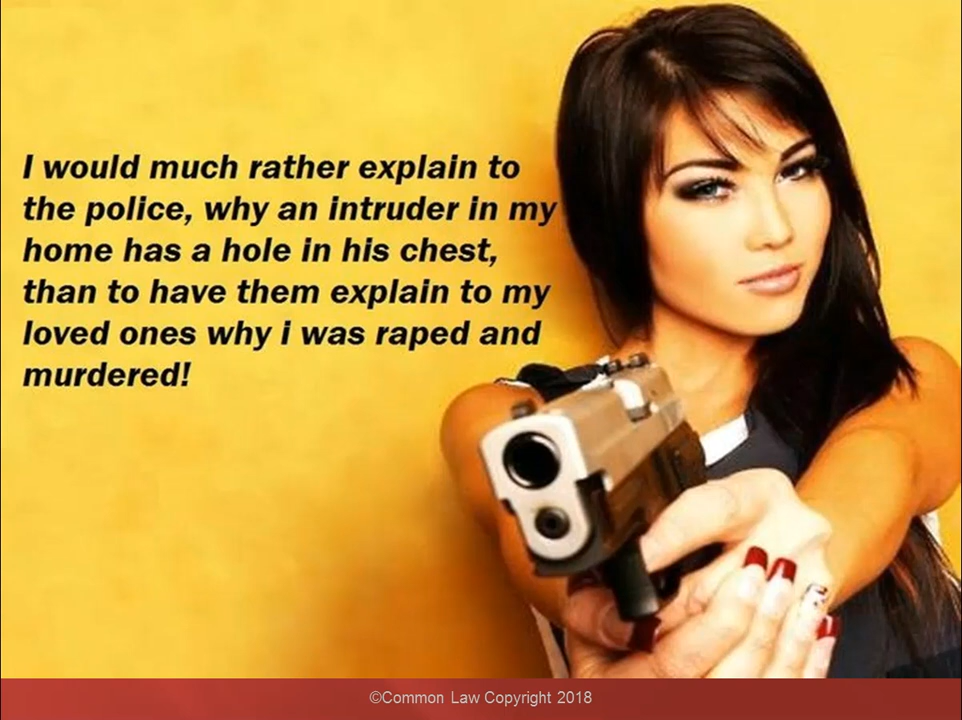 I would much rather explain to
the police, why an intruder in my
home has a hole in his chest,
than to have them explain to my
loved ones why i was raped and
murdered!
©Common Law Copyright 2018